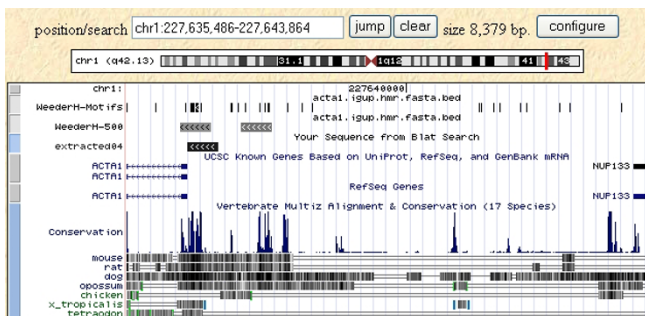 position/search chr1:227,635,486-227,643,864 jump clear size 8,379 bp. configure
chr1 (q42.13) 31.1 1q12 41 43
chr1: 227640000|
acta1.igup.hmr.fasta.bed
WeederH-Motifs
acta1.igup.hmr.fasta.bed
WeederH-500
Your Sequence from Blat Search
extracted04
UCSC Known Genes Based on UniProt, RefSeq, and GenBank mRNA
ACTA1 NUP133
ACTA1
RefSeq Genes
ACTA1 NUP133
Vertebrate Multiz Alignment & Conservation (17 Species)
Conservation
mouse
rat
dog
opossum
chicken
x_tropicalis
tetraodon